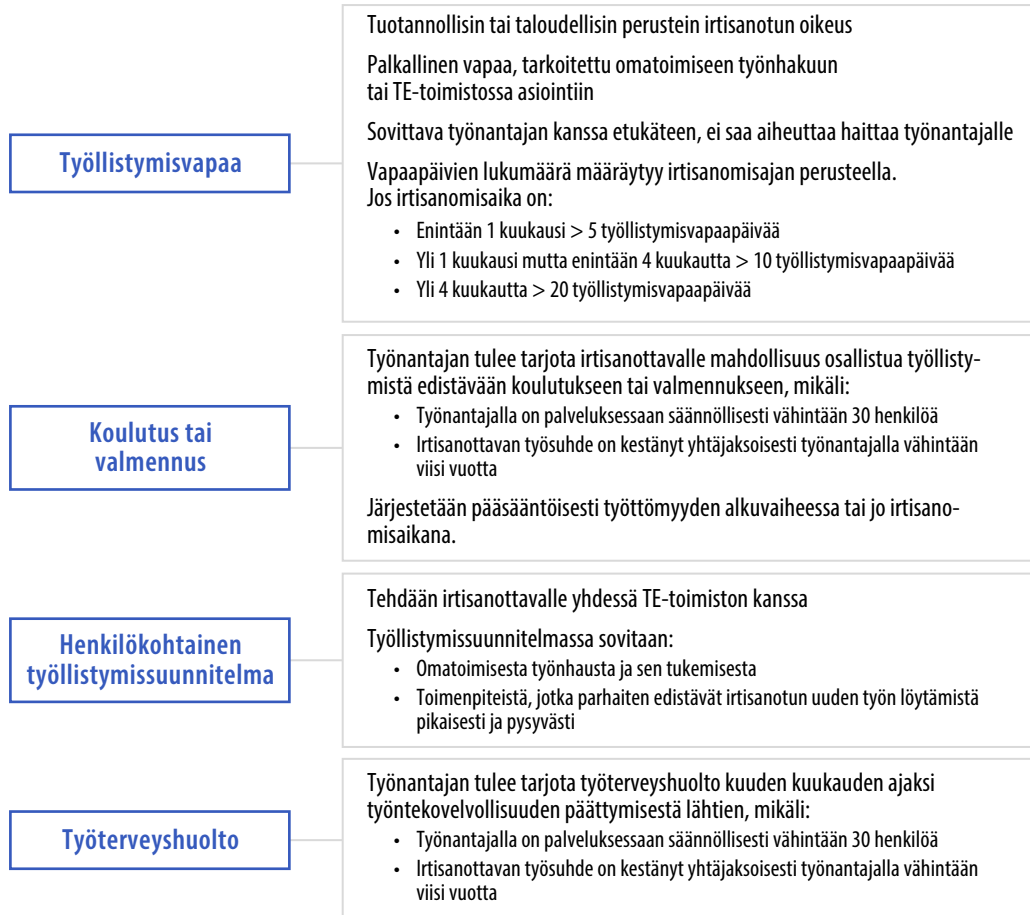 Työllistymisvapaa
Tuotannollisin tai taloudellisin perustein irtisanotun oikeus
Palkallinen vapaa, tarkoitettu omatoimiseen työnhakuun
tai TE-toimistossa asiointiin
Sovittava työnantajan kanssa etukäteen, ei saa aiheuttaa haittaa työnantajalle
Vapaapäivien lukumäärä määräytyy irtisanomisajan perusteella.
Jos irtisanomisaika on:
• Enintään 1 kuukausi > 5 työllistymisvapaapäivää
• Yli 1 kuukausi mutta enintään 4 kuukautta > 10 työllistymisvapaapäivää
• Yli 4 kuukautta > 20 työllistymisvapaapäivää
Koulutus tai
valmennus
Työnantajan tulee tarjota irtisanottavalle mahdollisuus osallistua työllisty-
mistä edistävään koulutukseen tai valmennukseen, mikäli:
• Työnantajalla on palveluksessaan säännöllisesti vähintään 30 henkilöä
• Irtisanottavan työsuhde on kestänyt yhtäjaksoisesti työnantajalla vähintään
viisi vuotta
Järjestetään pääsääntöisesti työttömyyden alkuvaiheessa tai jo irtisano-
misaikana.
Henkilökohtainen
työllistymissuunnitelma
Tehdään irtisanottavalle yhdessä TE-toimiston kanssa
Työllistymissuunnitelmassa sovitaan:
• Omatoimisesta työnhausta ja sen tukemisesta
• Toimenpiteistä, jotka parhaiten edistävät irtisanotun uuden työn löytämistä
pikaisesti ja pysyvästi
Työterveyshuolto
Työnantajan tulee tarjota työterveyshuolto kuuden kuukauden ajaksi
työntekovelvollisuuden päättymisestä lähtien, mikäli:
• Työnantajalla on palveluksessaan säännöllisesti vähintään 30 henkilöä
• Irtisanottavan työsuhde on kestänyt yhtäjaksoisesti työnantajalla vähintään
viisi vuotta